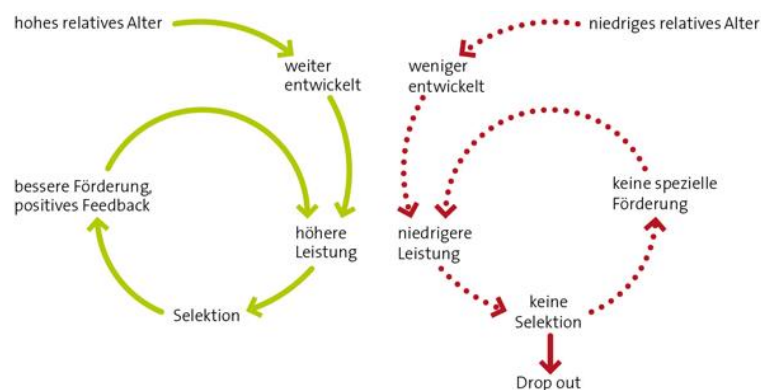 hohes relatives Alter
weiter
entwickelt
bessere Förderung,
positives Feedback
höhere
Leistung
Selektion
niedriges relatives Alter
weniger
entwickelt
keine spezielle
Förderung
niedrigere
Leistung
keine
Selektion
Drop out